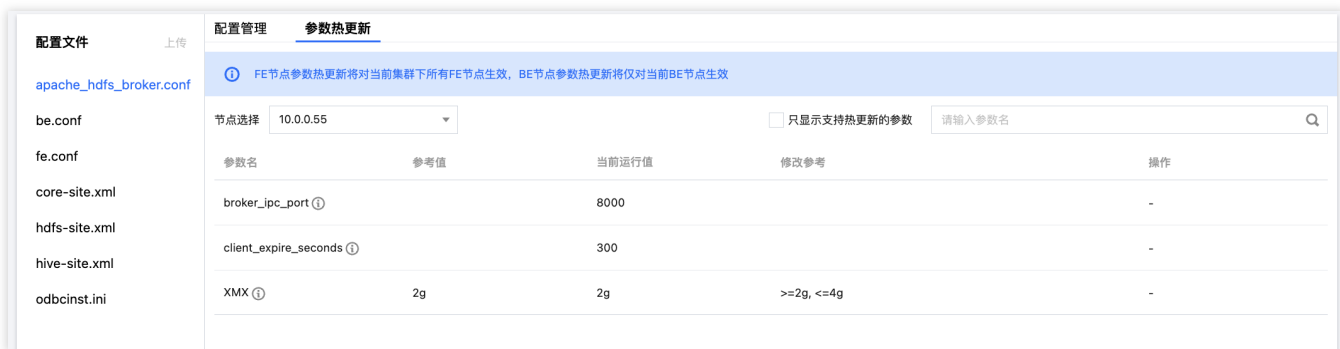 配置文件 上传
apache_hdfs_broker.conf
be.conf
fe.conf
core-site.xml
hdfs-site.xml
hive-site.xml
odbcinst.ini
配置管理 参数热更新
FE节点参数热更新将对当前集群下所有FE节点生效，BE节点参数热更新将仅对当前BE节点生效
节点选择 10.0.0.55 只显示支持热更新的参数 请输入参数名
参数名 参考值 当前运行值 修改参考 操作
broker_ipc_port 8000 -
client_expire_seconds 300 -
XMX 2g 2g >=2g, <=4g -